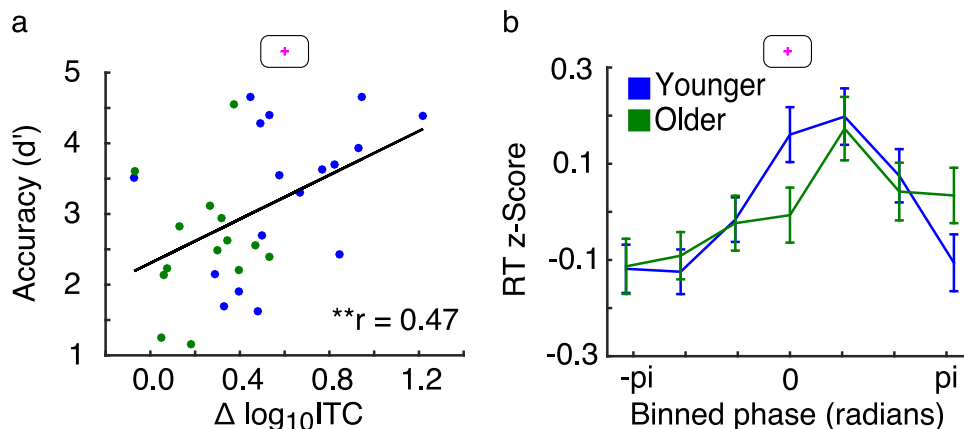 a
Accuracy (d')
5
4
3
2
1
0.0 0.4 0.8 1.2
**r = 0.47
Δ log10ITC
b
RT z-Score
0.3
0.1
-0.1
-0.3
Younger
Older
-pi 0 pi
Binned phase (radians)